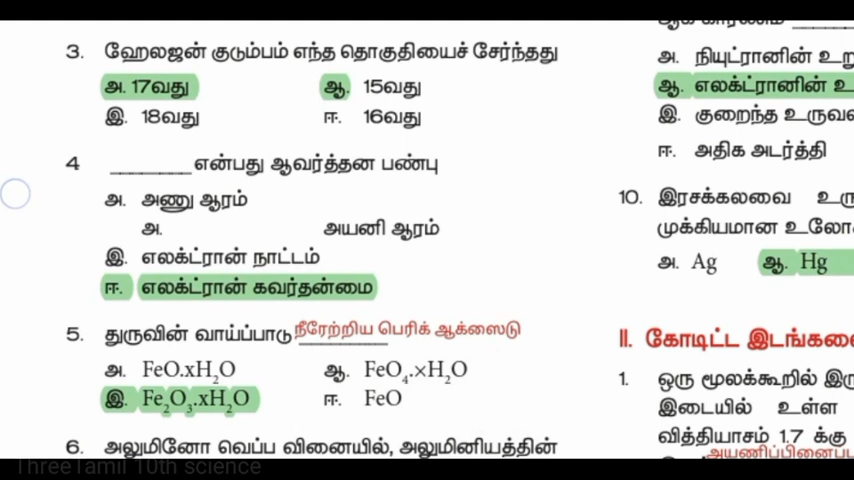 3. ஹேலஜன் குடும்பம் எந்த தொகுதியைச் சேர்ந்தது
அ. 17வது ஆ. 15வது
இ. 18வது ஈ. 16வது
4 ________ என்பது ஆவர்த்தன பண்பு
அ. அணு ஆரம்
அ. அயனி ஆரம்
இ. எலக்ட்ரான் நாட்டம்
ஈ. எலக்ட்ரான் கவர்தன்மை
5. துருவின் வாய்ப்பாடு நீரேற்றிய பெரிக் ஆக்ஸைடு
அ. FeO.xH₂O ஆ. FeO₄.×H₂O
இ. Fe₂O₃.xH₂O ஈ. FeO
6. அலுமினோ வெப்ப வினையில், அலுமினியத்தின்
அ. நியுட்ரானின்
ஆ. எலக்ட்ரானின்
இ. குறைந்த
ஈ. அதிக அடர்த்தி
10. இரசக்கலவை
முக்கியமான
அ. Ag ஆ. Hg
II. கோடிட்ட
1. ஒரு மூலக்கூறில்
இடையில் உள்ள
வித்தியாசம் 1.7 க்கு
ThreeTamil 10th science